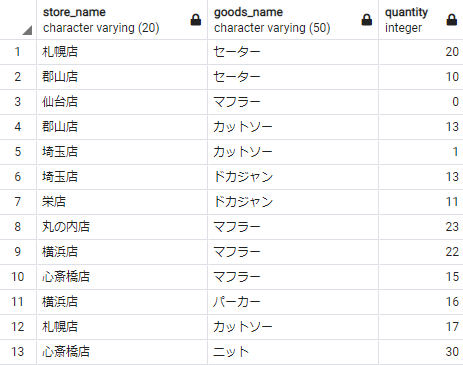 store_name goods_name quantity
character varying (20) character varying (50) integer
1 札幌店 セーター 20
2 郡山店 セーター 10
3 仙台店 マフラー 0
4 郡山店 カットソー 13
5 埼玉店 カットソー 1
6 埼玉店 ドカジャン 13
7 栄店 ドカジャン 11
8 丸の内店 マフラー 23
9 横浜店 マフラー 22
10 心斎橋店 マフラー 15
11 横浜店 パーカー 16
12 札幌店 カットソー 17
13 心斎橋店 ニット 30